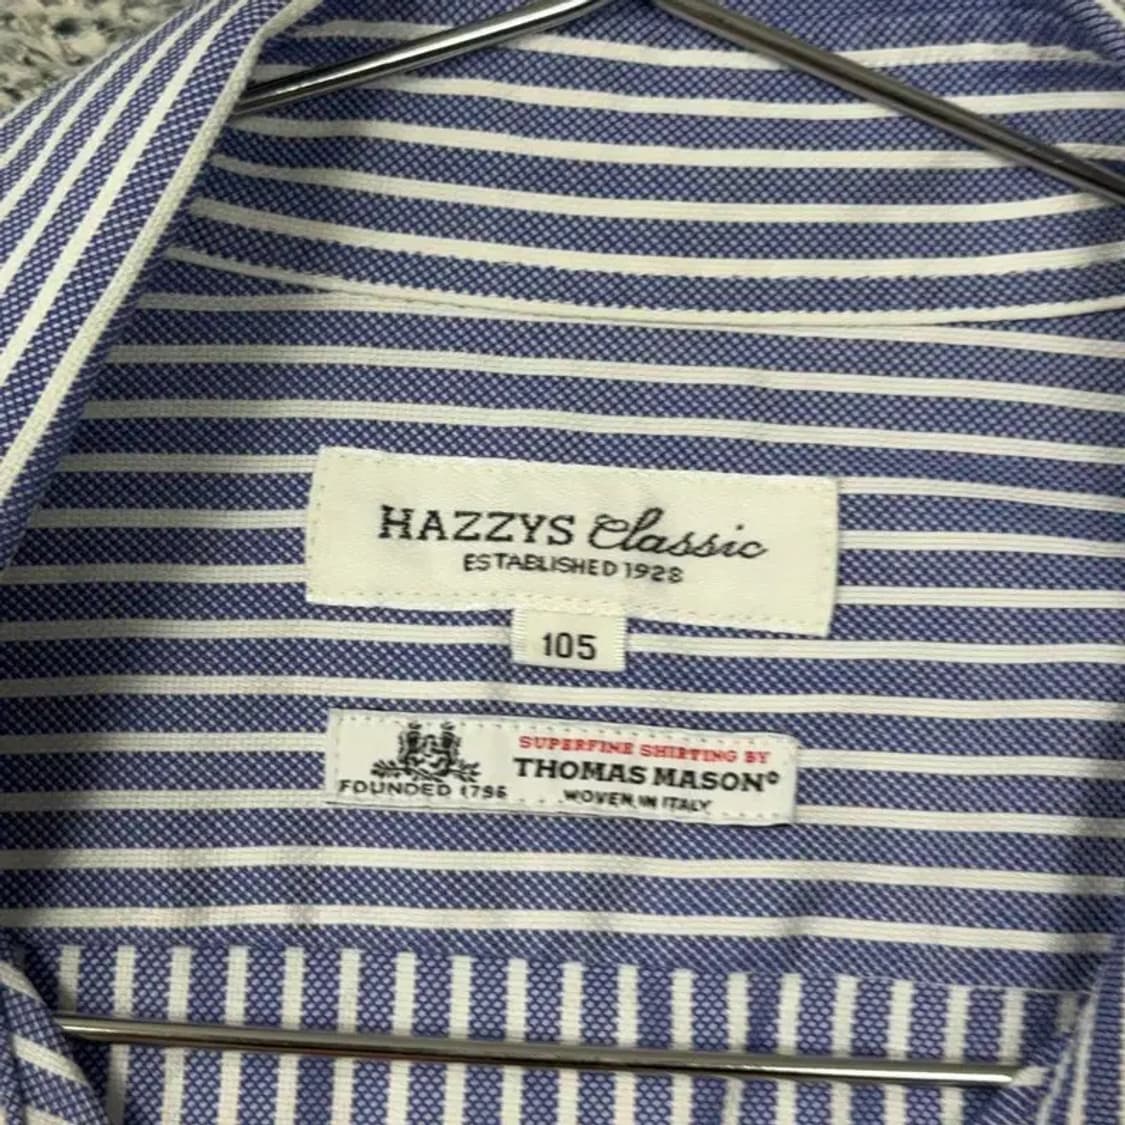 HAZZYS Classic
ESTABLISHED 1928
105
SUPERFINE SHIRTING BY
THOMAS MASON®
FOUNDED 1796
WOVEN IN ITALY